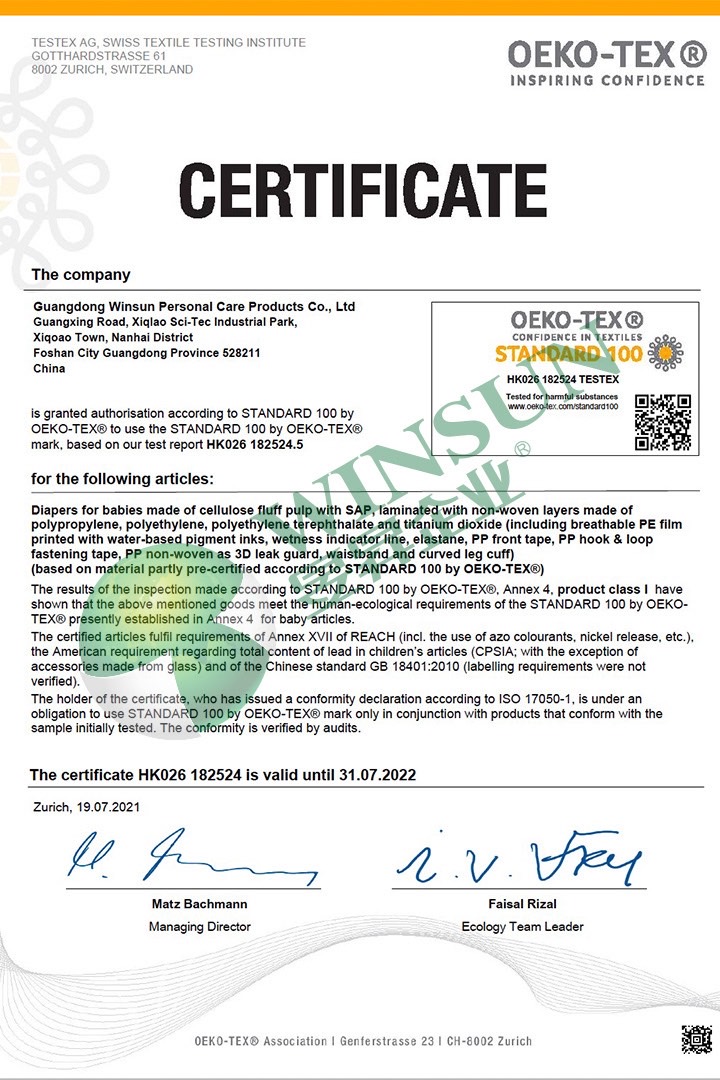 TESTEX AG, SWISS TEXTILE TESTING INSTITUTE
GOTTHARDSTRASSE 61
8002 ZURICH, SWITZERLAND
OEKO-TEX®
INSPIRING CONFIDENCE
CERTIFICATE
The company
Guangdong Winsun Personal Care Products Co., Ltd
Guangxing Road, Xiqlao Sci-Tec Industrial Park,
Xiqoao Town, Nanhai District
Foshan City Guangdong Province 528211
China
OEKO-TEX®
CONFIDENCE IN TEXTILES
STANDARD 100
HK026 182524 TESTEX
Tested for harmful substances
www.oeko-tex.com/standard100
is granted authorisation according to STANDARD 100 by
OEKO-TEX® to use the STANDARD 100 by OEKO-TEX®
mark, based on our test report HK026 182524.5
WINSUN®
昱升企业
for the following articles:
Diapers for babies made of cellulose fluff pulp with SAP, laminated with non-woven layers made of
polypropylene, polyethylene, polyethylene terephthalate and titanium dioxide (including breathable PE film
printed with water-based pigment inks, wetness indicator line, elastane, PP front tape, PP hook & loop
fastening tape, PP non-woven as 3D leak guard, waistband and curved leg cuff)
(based on material partly pre-certified according to STANDARD 100 by OEKO-TEX®)
The results of the inspection made according to STANDARD 100 by OEKO-TEX®, Annex 4, product class I have
shown that the above mentioned goods meet the human-ecological requirements of the STANDARD 100 by OEKO-
TEX® presently established in Annex 4 for baby articles.
The certified articles fulfil requirements of Annex XVII of REACH (incl. the use of azo colourants, nickel release, etc.),
the American requirement regarding total content of lead in children's articles (CPSIA; with the exception of
accessories made from glass) and of the Chinese standard GB 18401:2010 (labelling requirements were not
verified).
The holder of the certificate, who has issued a conformity declaration according to ISO 17050-1, is under an
obligation to use STANDARD 100 by OEKO-TEX® mark only in conjunction with products that conform with the
sample initially tested. The conformity is verified by audits.
The certificate HK026 182524 is valid until 31.07.2022
Zurich, 19.07.2021
Matz Bachmann
Managing Director
Faisal Rizal
Ecology Team Leader
OEKO-TEX® Association | Genferstrasse 23 | CH-8002 Zurich